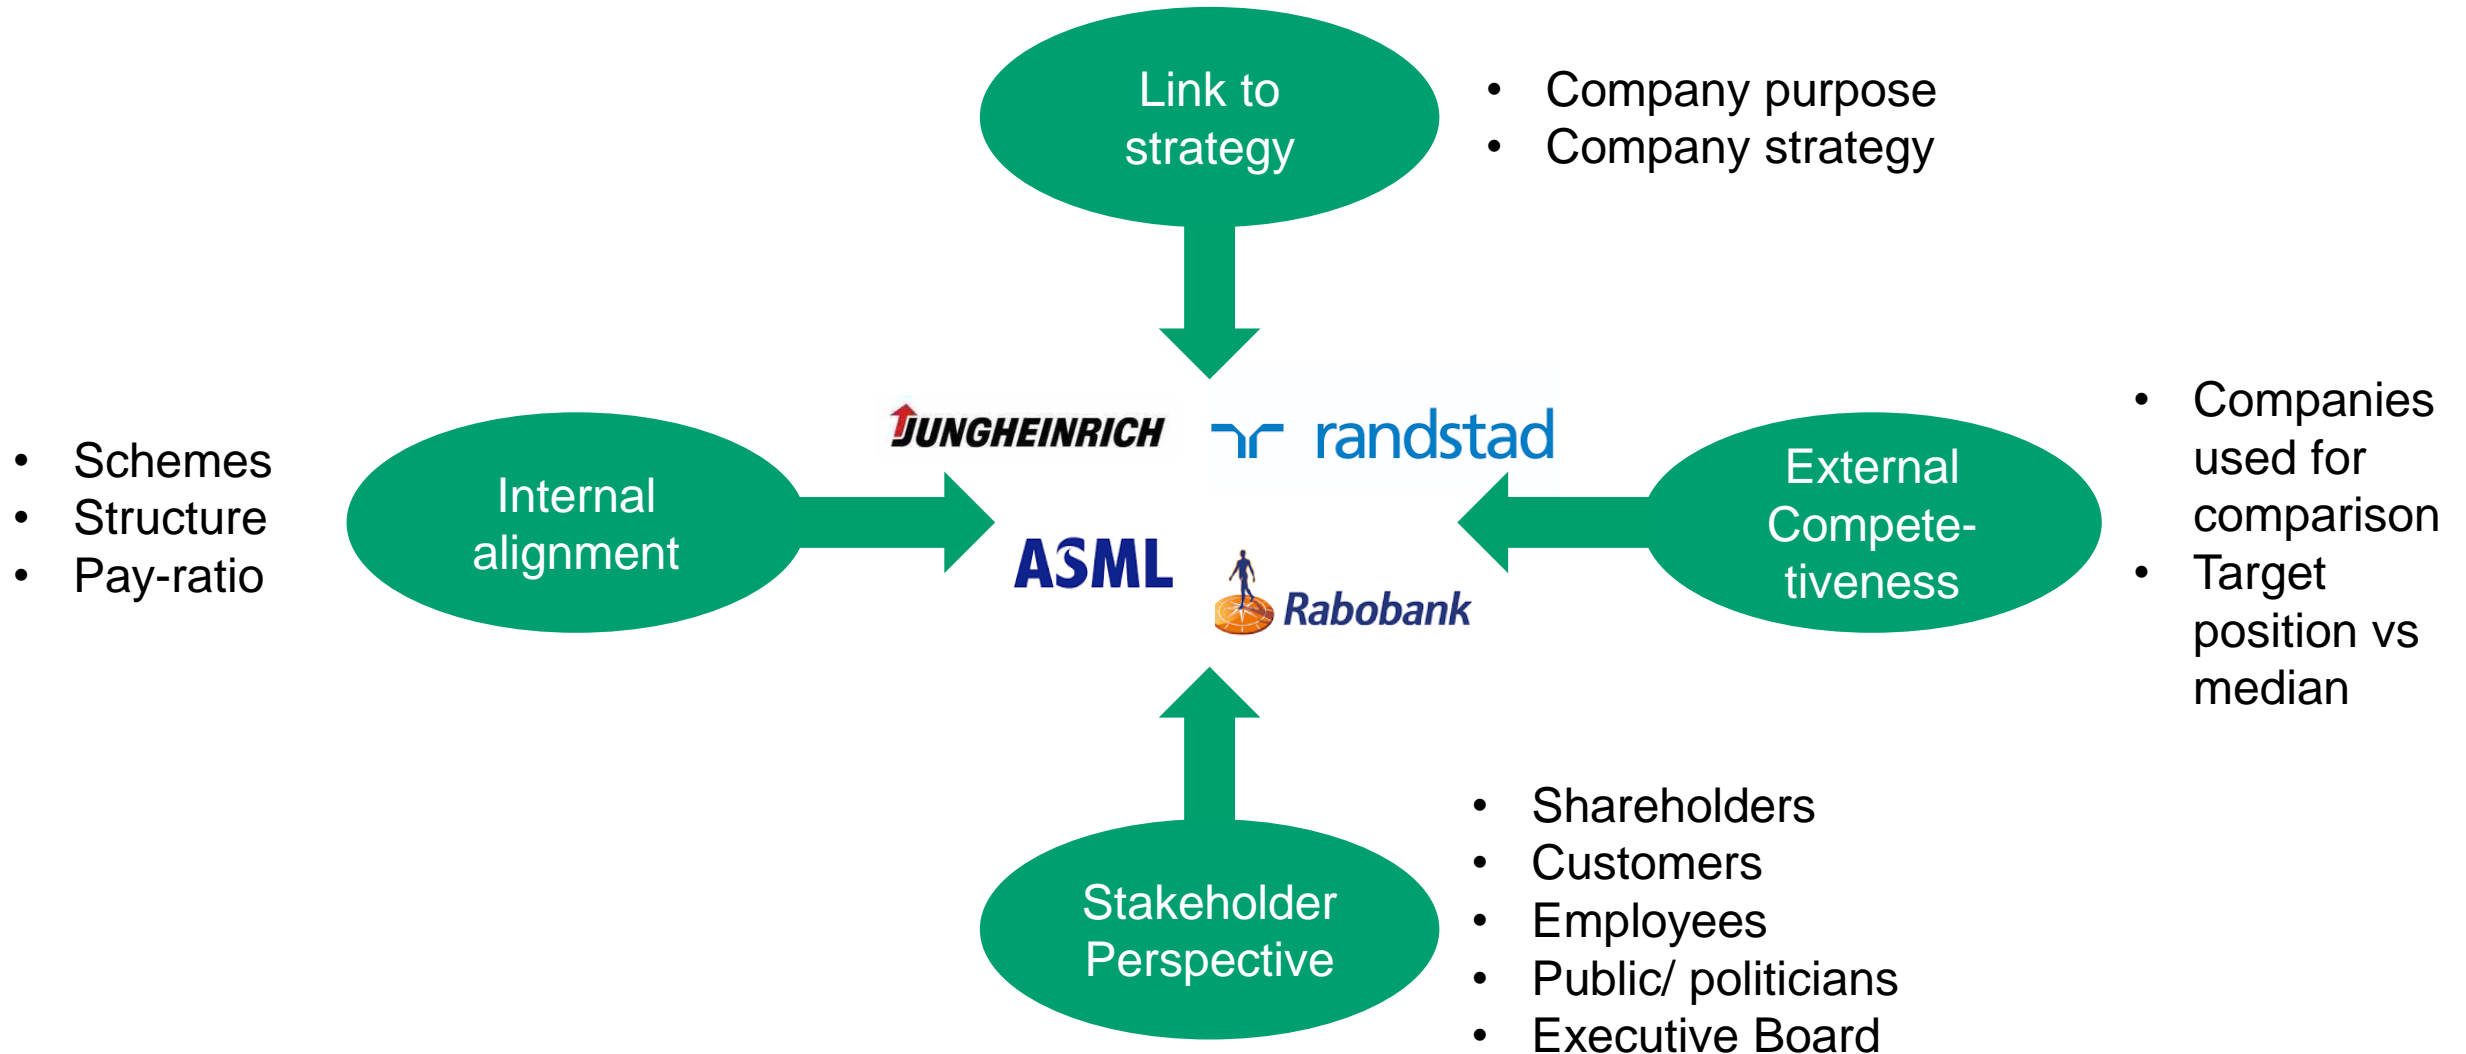 Link to
strategy
• Company purpose
• Company strategy
• Schemes
• Structure
• Pay-ratio
Internal
alignment
JUNGHEINRICH
randstad
ASML
Rabobank
External
Compete-
tiveness
• Companies
used for
comparison
• Target
position vs
median
Stakeholder
Perspective
• Shareholders
• Customers
• Employees
• Public/ politicians
• Executive Board